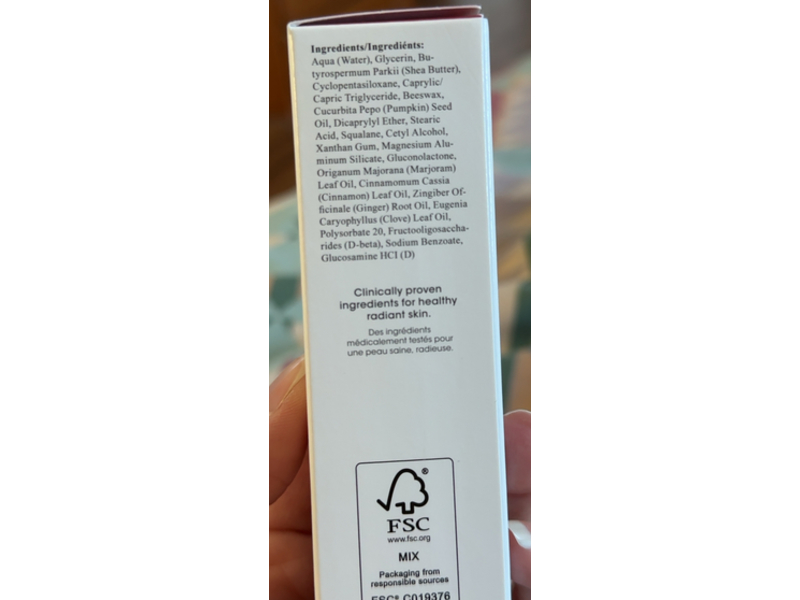 Ingredients/Ingrediénts:
Aqua (Water), Glycerin, Bu-
tyrospermum Parkii (Shea Butter),
Cyclopentasiloxane, Caprylic/
Capric Triglyceride, Beeswax,
Cucurbita Pepo (Pumpkin) Seed
Oil, Dicaprylyl Ether, Stearic
Acid, Squalane, Cetyl Alcohol,
Xanthan Gum, Magnesium Alu-
minum Silicate, Gluconolactone,
Origanum Majorana (Marjoram)
Leaf Oil, Cinnamomum Cassia
(Cinnamon) Leaf Oil, Zingiber Of-
ficinale (Ginger) Root Oil, Eugenia
Caryophyllus (Clove) Leaf Oil,
Polysorbate 20, Fructooligosaccha-
rides (D-beta), Sodium Benzoate,
Glucosamine HCI (D)
Clinically proven
ingredients for healthy
radiant skin.
Des ingrédients
médicalement testés pour
une peau saine, radieuse.
®
FSC
www.fsc.org
MIX
Packaging from
responsible sources
FSC® C019376